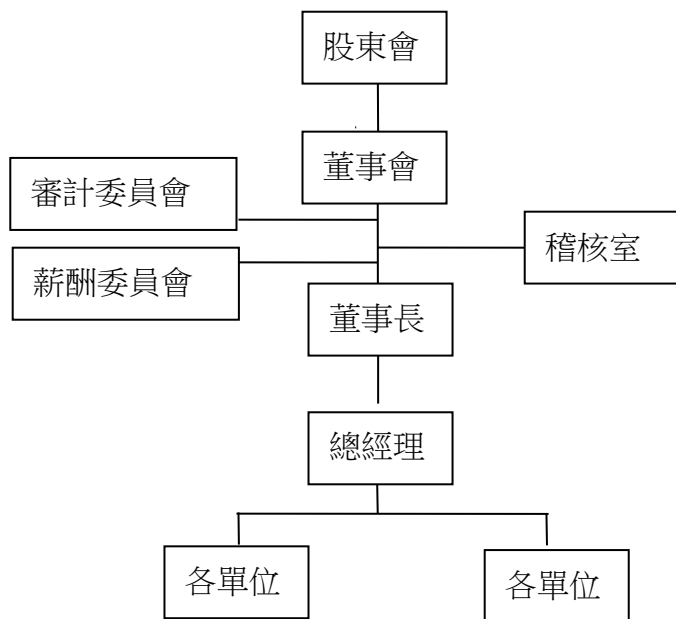 股東會
董事會
審計委員會
稽核室
薪酬委員會
董事長
總經理
各單位
各單位